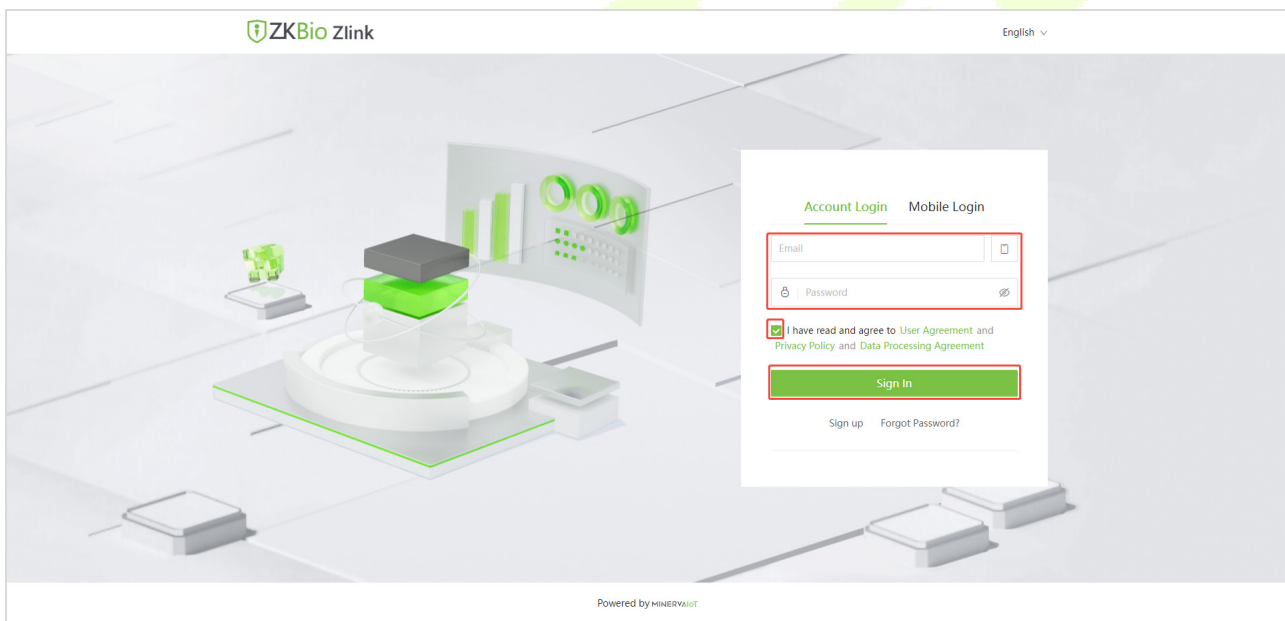 ZKBio Zlink
English
Account Login Mobile Login
Email
Password
I have read and agree to User Agreement and
Privacy Policy and Data Processing Agreement
Sign In
Sign up Forgot Password?
Powered by MINERVAIOT